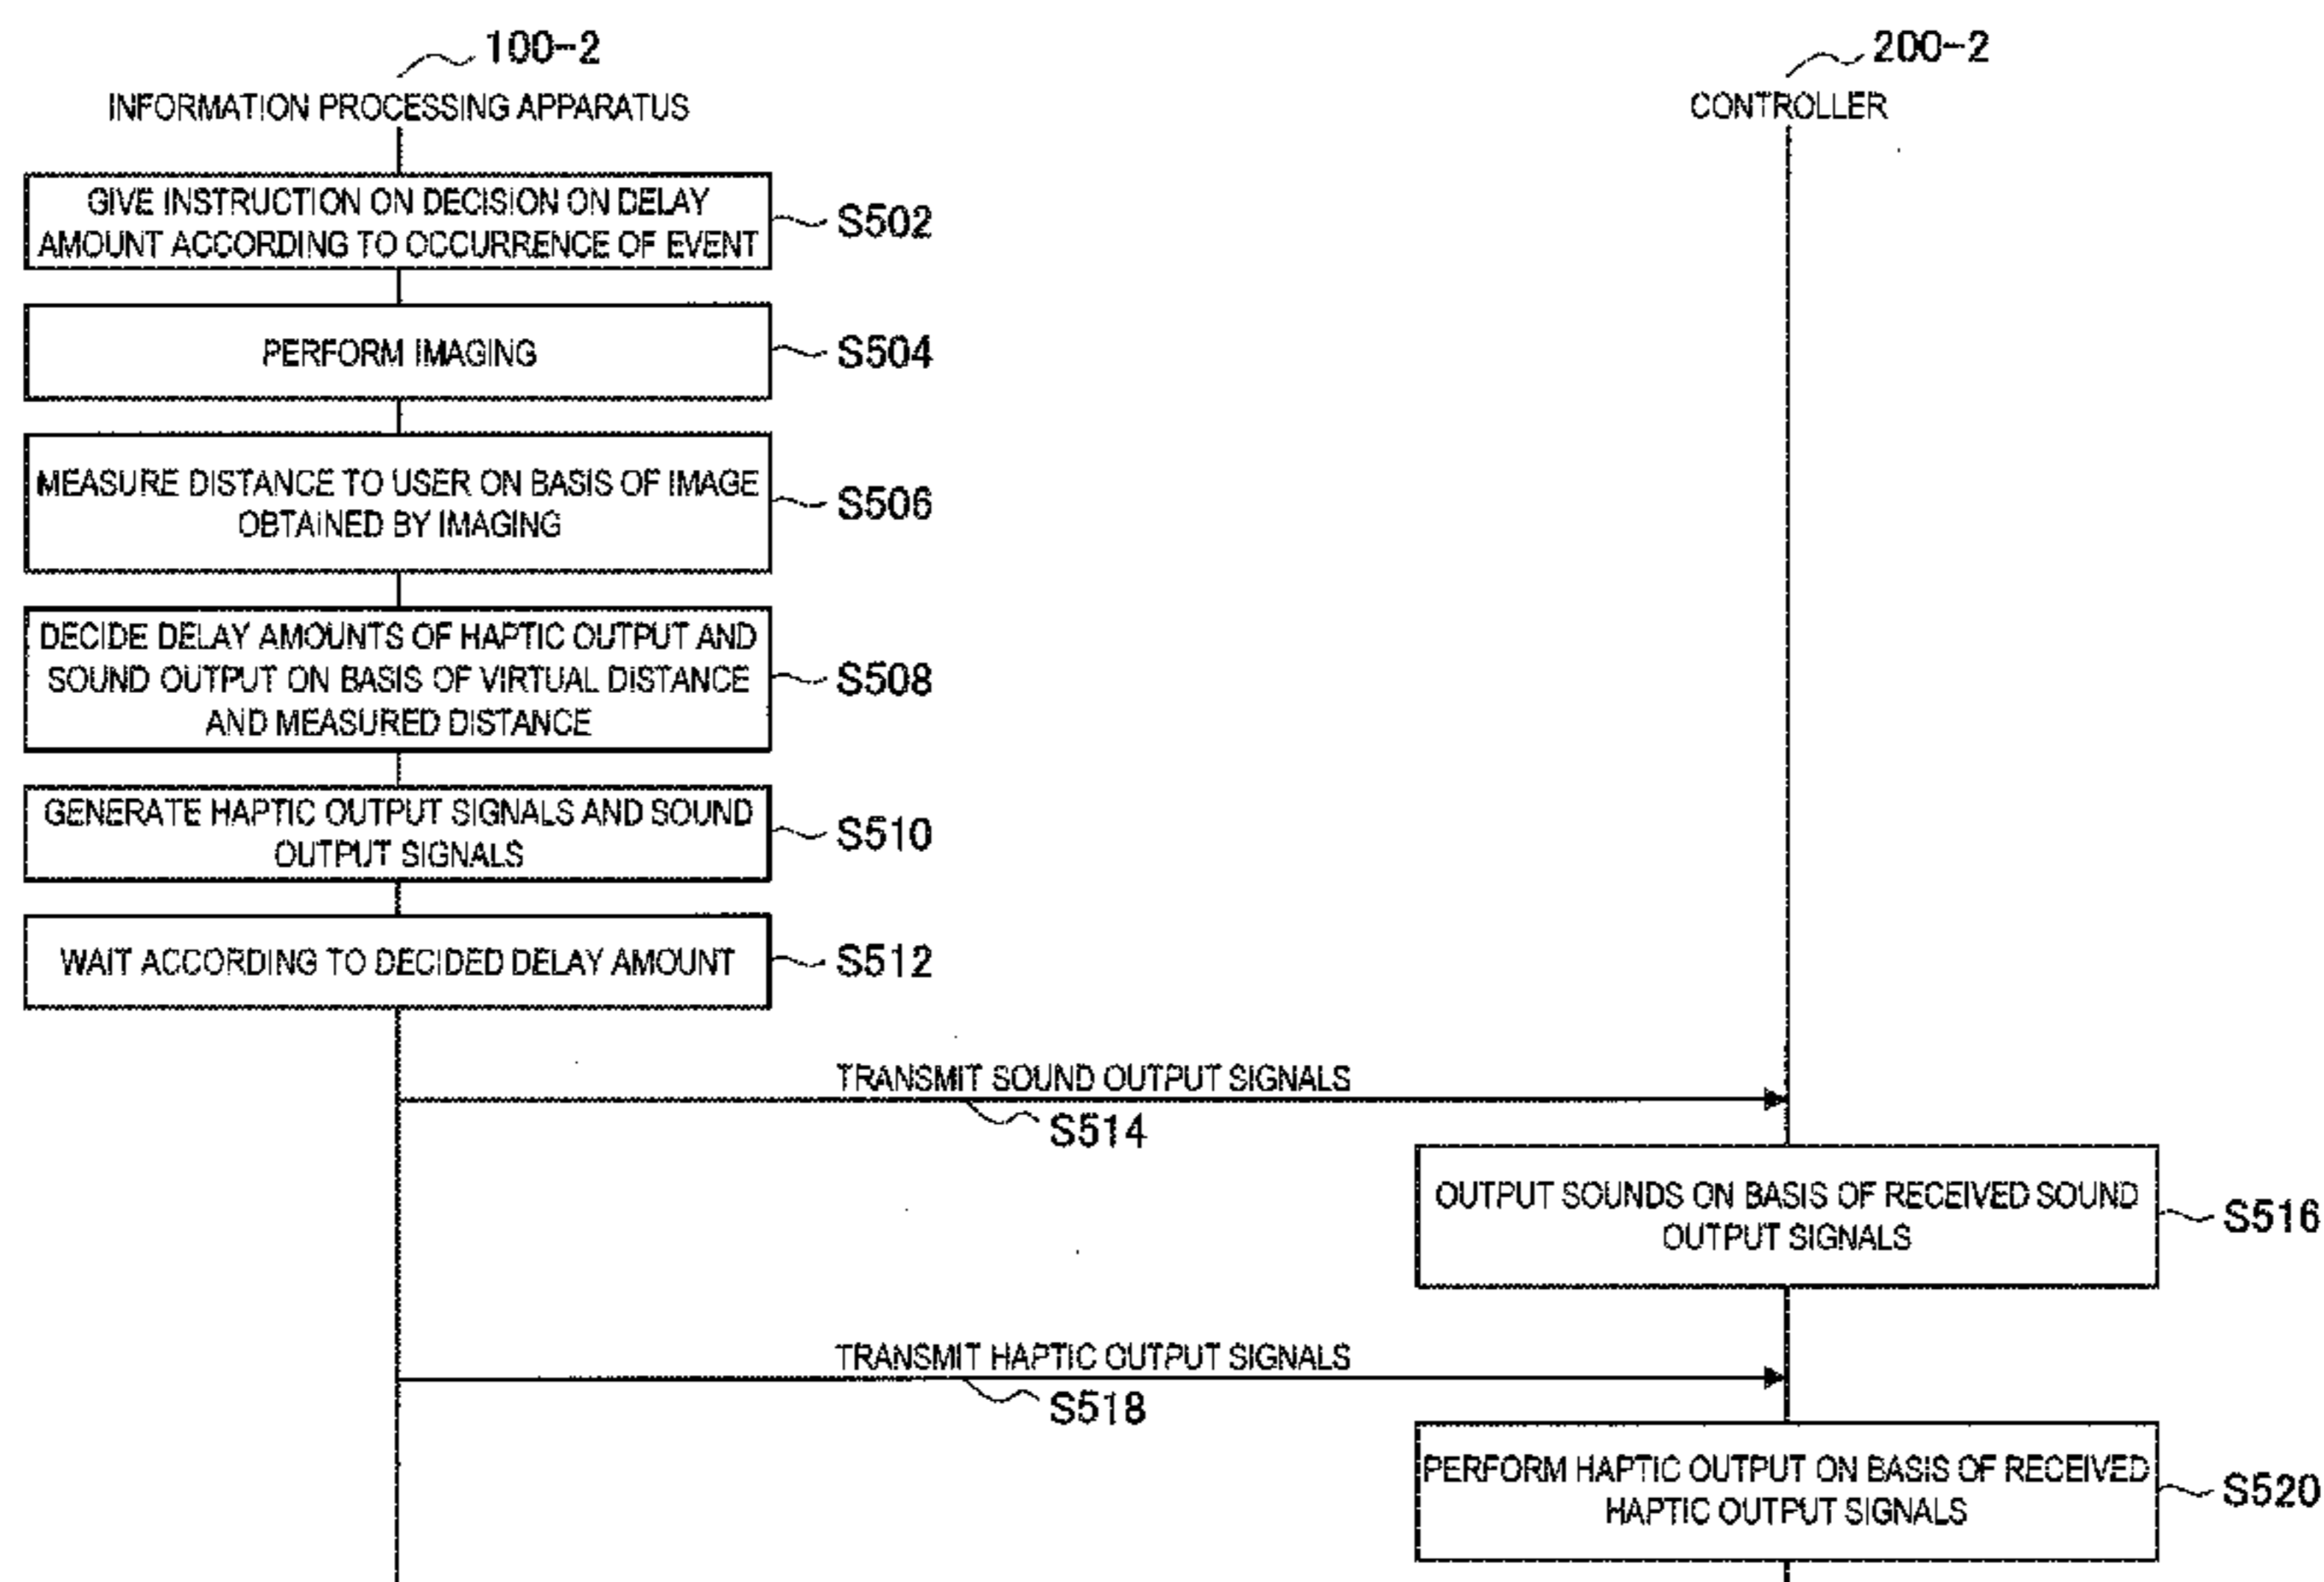 100-2
INFORMATION PROCESSING APPARATUS
200-2
CONTROLLER
GIVE INSTRUCTION ON DECISION ON DELAY
AMOUNT ACCORDING TO OCCURRENCE OF EVENT
S502
PERFORM IMAGING
S504
MEASURE DISTANCE TO USER ON BASIS OF IMAGE
OBTAINED BY IMAGING
S506
DECIDE DELAY AMOUNTS OF HAPTIC OUTPUT AND
SOUND OUTPUT ON BASIS OF VIRTUAL DISTANCE
AND MEASURED DISTANCE
S508
GENERATE HAPTIC OUTPUT SIGNALS AND SOUND
OUTPUT SIGNALS
S510
WAIT ACCORDING TO DECIDED DELAY AMOUNT
S512
TRANSMIT SOUND OUTPUT SIGNALS
S514
OUTPUT SOUNDS ON BASIS OF RECEIVED SOUND
OUTPUT SIGNALS
S516
TRANSMIT HAPTIC OUTPUT SIGNALS
S518
PERFORM HAPTIC OUTPUT ON BASIS OF RECEIVED
HAPTIC OUTPUT SIGNALS
S520